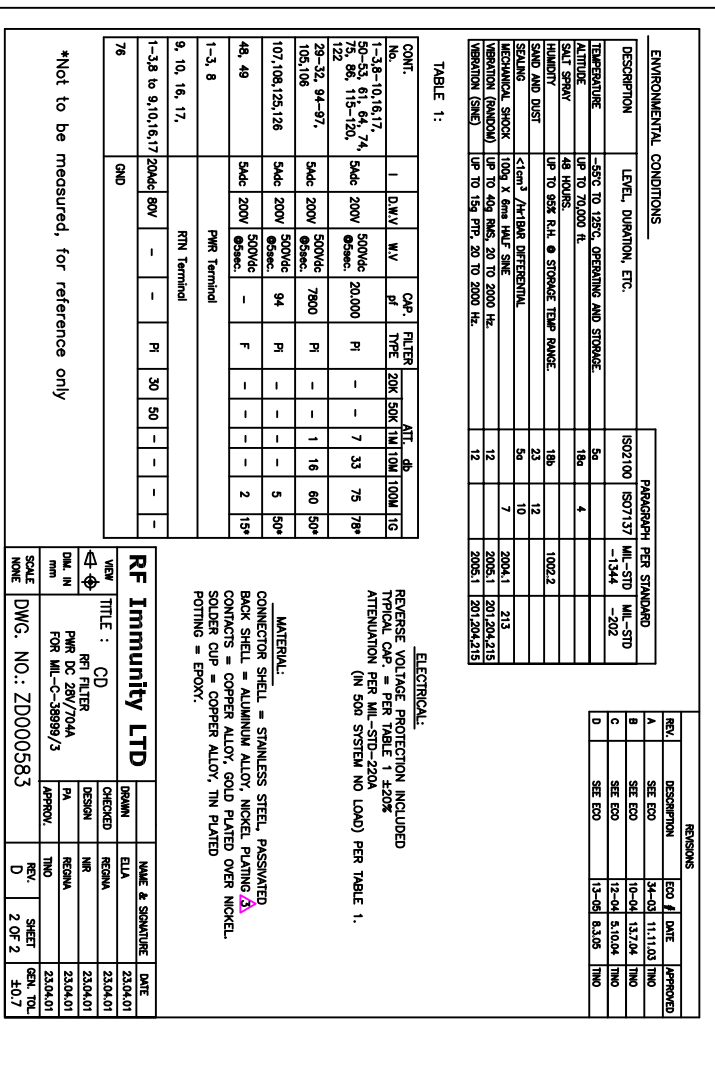 ENVIRONMENTAL CONDITIONS
PARAGRAPH PER STANDARD
DESCRIPTION LEVEL, DURATION, ETC. ISO2100 ISO7137 MIL-STD -1344 MIL-STD -202
TEMPERATURE -55°C TO 125°C, OPERATING AND STORAGE. 5a
ALTITUDE UP TO 70,000 ft. 18a 4
SALT SPRAY 48 HOURS.
HUMIDITY UP TO 95% R.H. @ STORAGE TEMP RANGE. 18b 1002.2
SAND AND DUST 23 12
SEALING <1cm³ /Hr1BAR DIFFERENTIAL 5a 10
MECHANICAL SHOCK 100g X 6ms HALF SINE 7 2004.1 213
VIBRATION (RANDOM) UP TO 40g RMS, 20 TO 2000 Hz. 12 2005.1 201,204,215
VIBRATION (SINE) UP TO 15g PTP, 20 TO 2000 Hz. 12 2005.1 201,204,215
REVISIONS
REV. DESCRIPTION ECO # DATE APPROVED
A SEE ECO 34-03 11.11.03 TINO
B SEE ECO 10-04 13.7.04 TINO
C SEE ECO 12-04 5.10.04 TINO
D SEE ECO 13-05 8.3.05 TINO
TABLE 1:
CONT. No. I D.W.V W.V CAP. pf FILTER TYPE ATT. db
20K 50K 1M 10M 100M 1G
1-3,8-10,16,17,
50-53, 61, 64, 74,
75, 86, 115-120,
122 5Adc 200V 500Vdc @5sec. 20.000 Pi - - 7 33 75 78*
29-32, 94-97,
105,106 5Adc 200V 500Vdc @5sec. 7800 Pi - - 1 16 60 50*
107,108,125,126 5Adc 200V 500Vdc @5sec. 94 Pi - - - - 5 50*
48, 49 5Adc 200V 500Vdc @5sec. - F - - - - 2 15*
1-3, 8 PWR Terminal
9, 10, 16, 17, RTN Terminal
1-3,8 to 9,10,16,17 20Adc 80V - - Pi 30 50 - - - -
76 GND
*Not to be measured, for reference only
ELECTRICAL:
REVERSE VOLTAGE PROTECTION INCLUDED
TYPICAL CAP. = PER TABLE 1 ±20%
ATTENUATION PER MIL-STD-220A
(IN 50Ω SYSTEM NO LOAD) PER TABLE 1.
MATERIAL:
CONNECTOR SHELL = STAINLESS STEEL, PASSIVATED
BACK SHELL = ALUMINUM ALLOY, NICKEL PLATING 3
CONTACTS = COPPER ALLOY, GOLD PLATED OVER NICKEL.
SOLDER CUP = COPPER ALLOY, TIN PLATED
POTTING = EPOXY.
RF Immunity LTD
NAME & SIGNATURE DATE
DRAWN ELLA 23.04.01
CHECKED REGINA 23.04.01
DESIGN NIR 23.04.01
PA REGINA 23.04.01
APPROV. TINO 23.04.01
VIEW
DIM. IN mm
TITLE : CD
RFI FILTER
PWR DC 28V/704A
FOR MIL-C-38999/3
SCALE NONE
DWG. NO.: ZD000583
REV. D
SHEET 2 OF 2
GEN. TOL. ±0.7